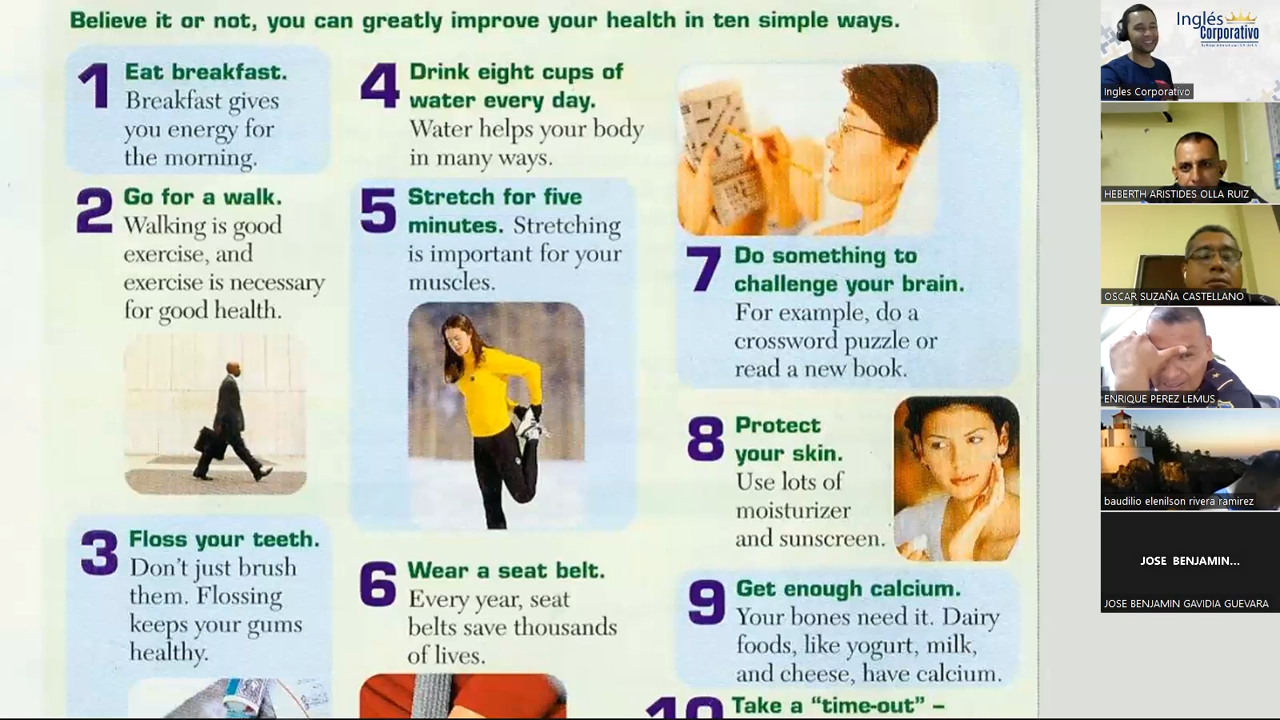 Believe it or not, you can greatly improve your health in ten simple ways.
1 Eat breakfast.
Breakfast gives
you energy for
the morning.
2 Go for a walk.
Walking is good
exercise, and
exercise is necessary
for good health.
3 Floss your teeth.
Don't just brush
them. Flossing
keeps your gums
healthy.
4 Drink eight cups of
water every day.
Water helps your body
in many ways.
5 Stretch for five
minutes. Stretching
is important for your
muscles.
6 Wear a seat belt.
Every year, seat
belts save thousands
of lives.
7 Do something to
challenge your brain.
For example, do a
crossword puzzle or
read a new book.
8 Protect
your skin.
Use lots of
moisturizer
and sunscreen.
9 Get enough calcium.
Your bones need it. Dairy
foods, like yogurt, milk,
and cheese, have calcium.
10 Take a “time-out” –
Inglés
Corporativo
Ingles Corporativo
HEBERTH ARISTIDES OLLA RUIZ
OSCAR SUZAÑA CASTELLANO
ENRIQUE PEREZ LEMUS
baudilio elenilson rivera ramirez
JOSE BENJAMIN...
JOSE BENJAMIN GAVIDIA GUEVARA